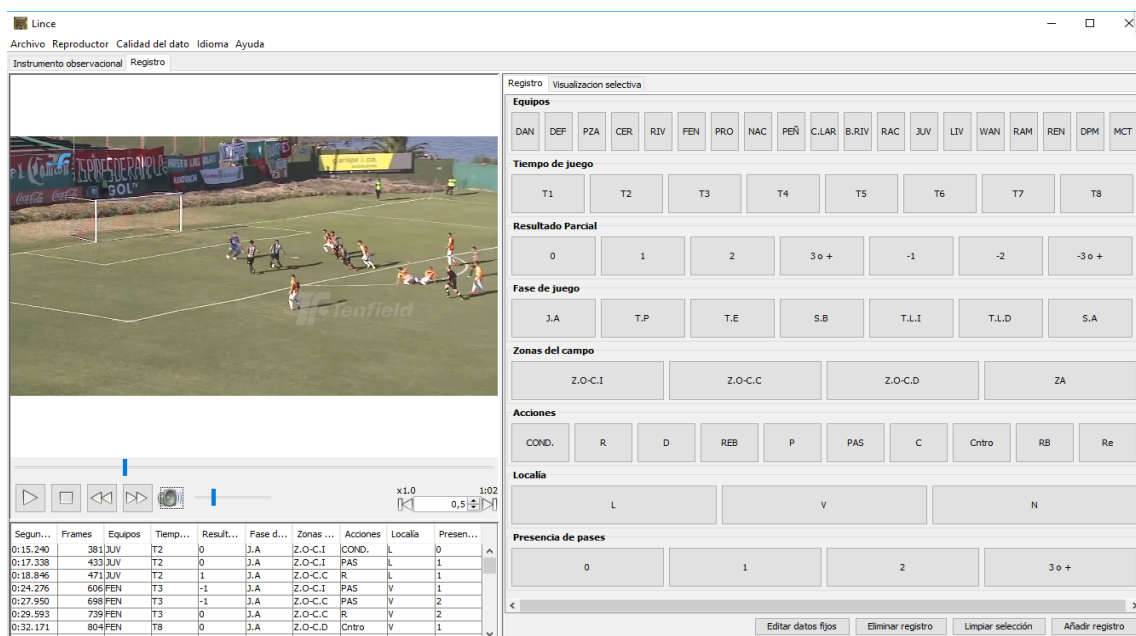 Lince
Archivo Reproductor Calidad del dato Idioma Ayuda
Instrumento observacional Registro
Registro Visualizacion selectiva
Equipos
DAN DEF PZA CER RIV FEN PRO NAC PEÑ C.LAR B.RIV RAC JUV LIV WAN RAM REN DPM MCT
Tiempo de juego
T1 T2 T3 T4 T5 T6 T7 T8
Resultado Parcial
0 1 2 3 o + -1 -2 -3 o +
Fase de juego
J.A T.P T.E S.B T.L.I T.L.D S.A
Zonas del campo
Z.O-C.I Z.O-C.C Z.O-C.D ZA
Acciones
COND. R D REB P PAS C Cntro RB Re
Localía
L V N
Presencia de pases
0 1 2 3 o +
Editar datos fijos Eliminar registro Limpiar selección Añadir registro
GOL TV
Coca-Cola Coca-Cola
Tenfield
x1.0 1:02
0,5
Segun... Frames Equipos Tiemp... Result... Fase d... Zonas ... Acciones Localía Presen...
0:15.240 381 JUV T2 0 J.A Z.O-C.I COND. L 0
0:17.338 433 JUV T2 0 J.A Z.O-C.I PAS L 1
0:18.846 471 JUV T2 1 J.A Z.O-C.C R L 1
0:24.276 606 FEN T3 -1 J.A Z.O-C.I PAS V 1
0:27.950 698 FEN T3 -1 J.A Z.O-C.C PAS V 2
0:29.593 739 FEN T3 0 J.A Z.O-C.C R V 2
0:32.171 804 FEN T8 0 J.A Z.O-C.D Cntro V 1